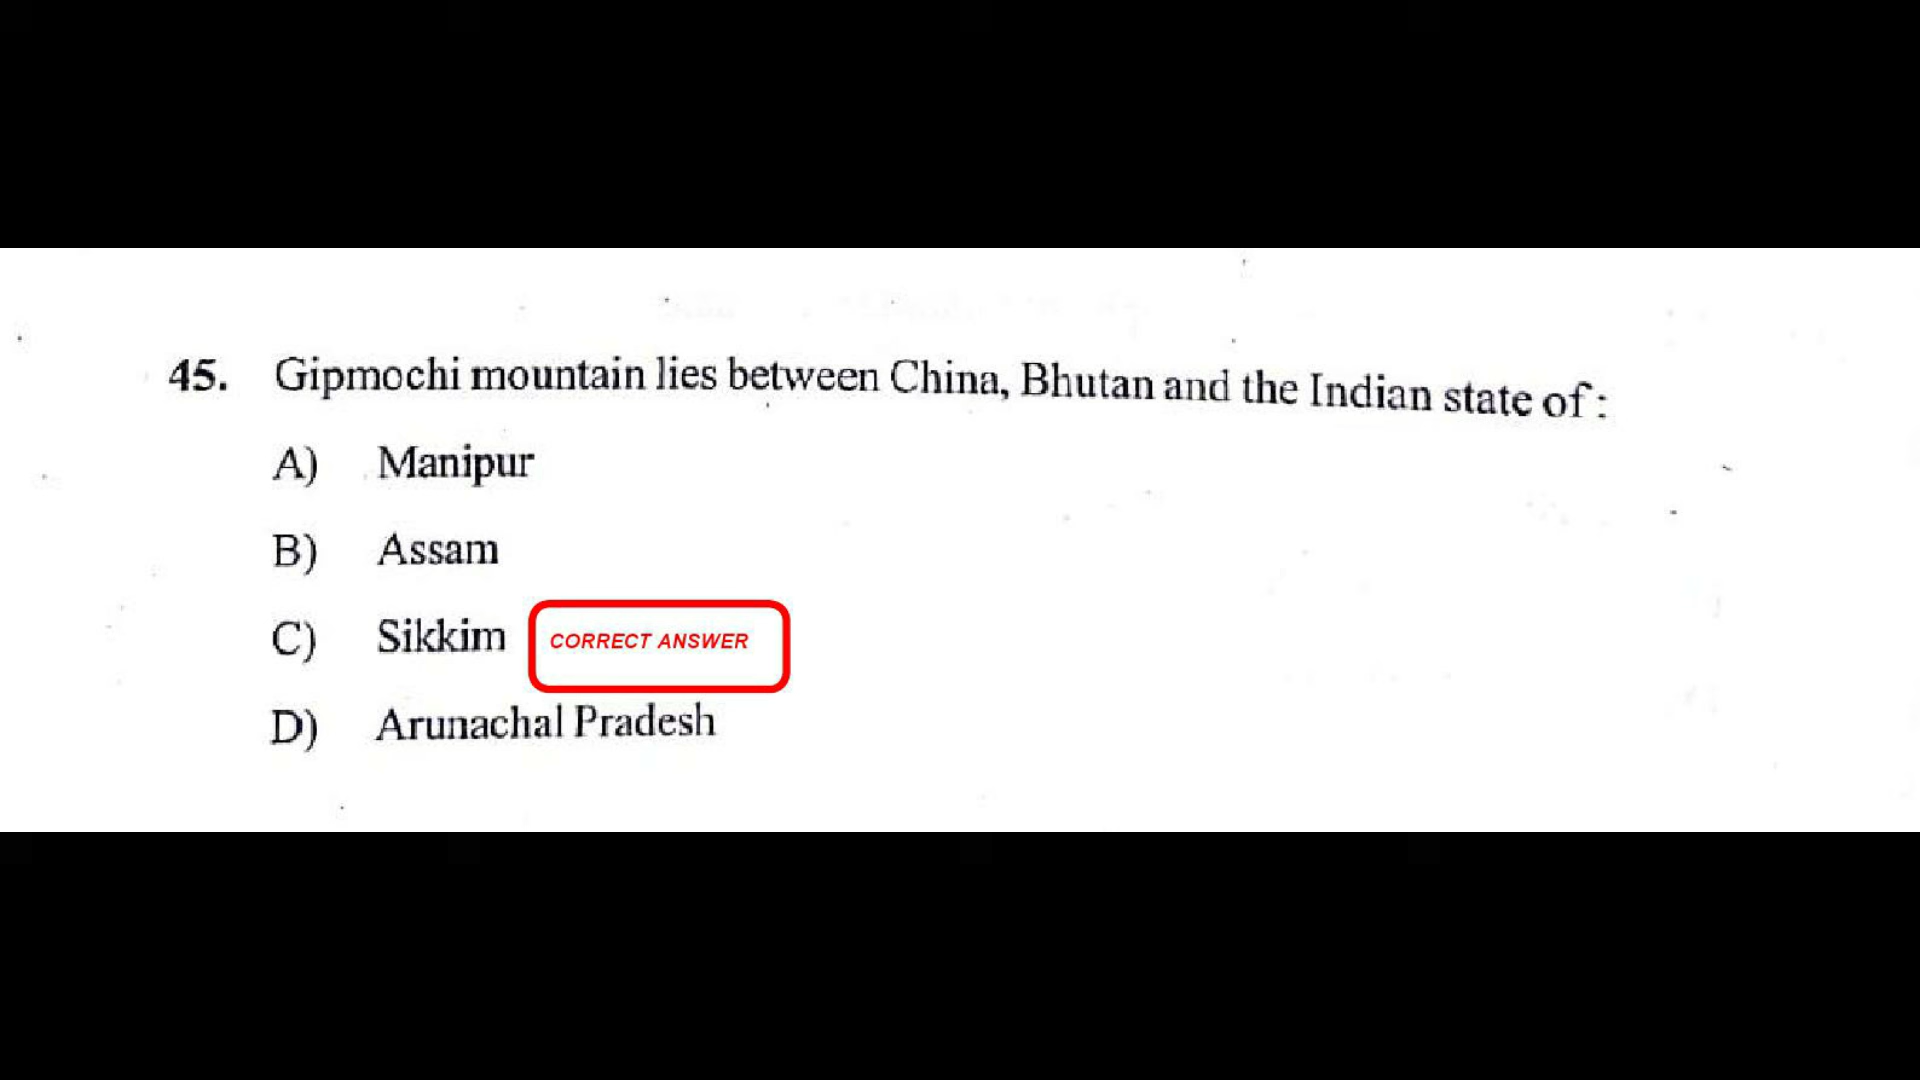 45. Gipmochi mountain lies between China, Bhutan and the Indian state of :
A) Manipur
B) Assam
C) Sikkim CORRECT ANSWER
D) Arunachal Pradesh